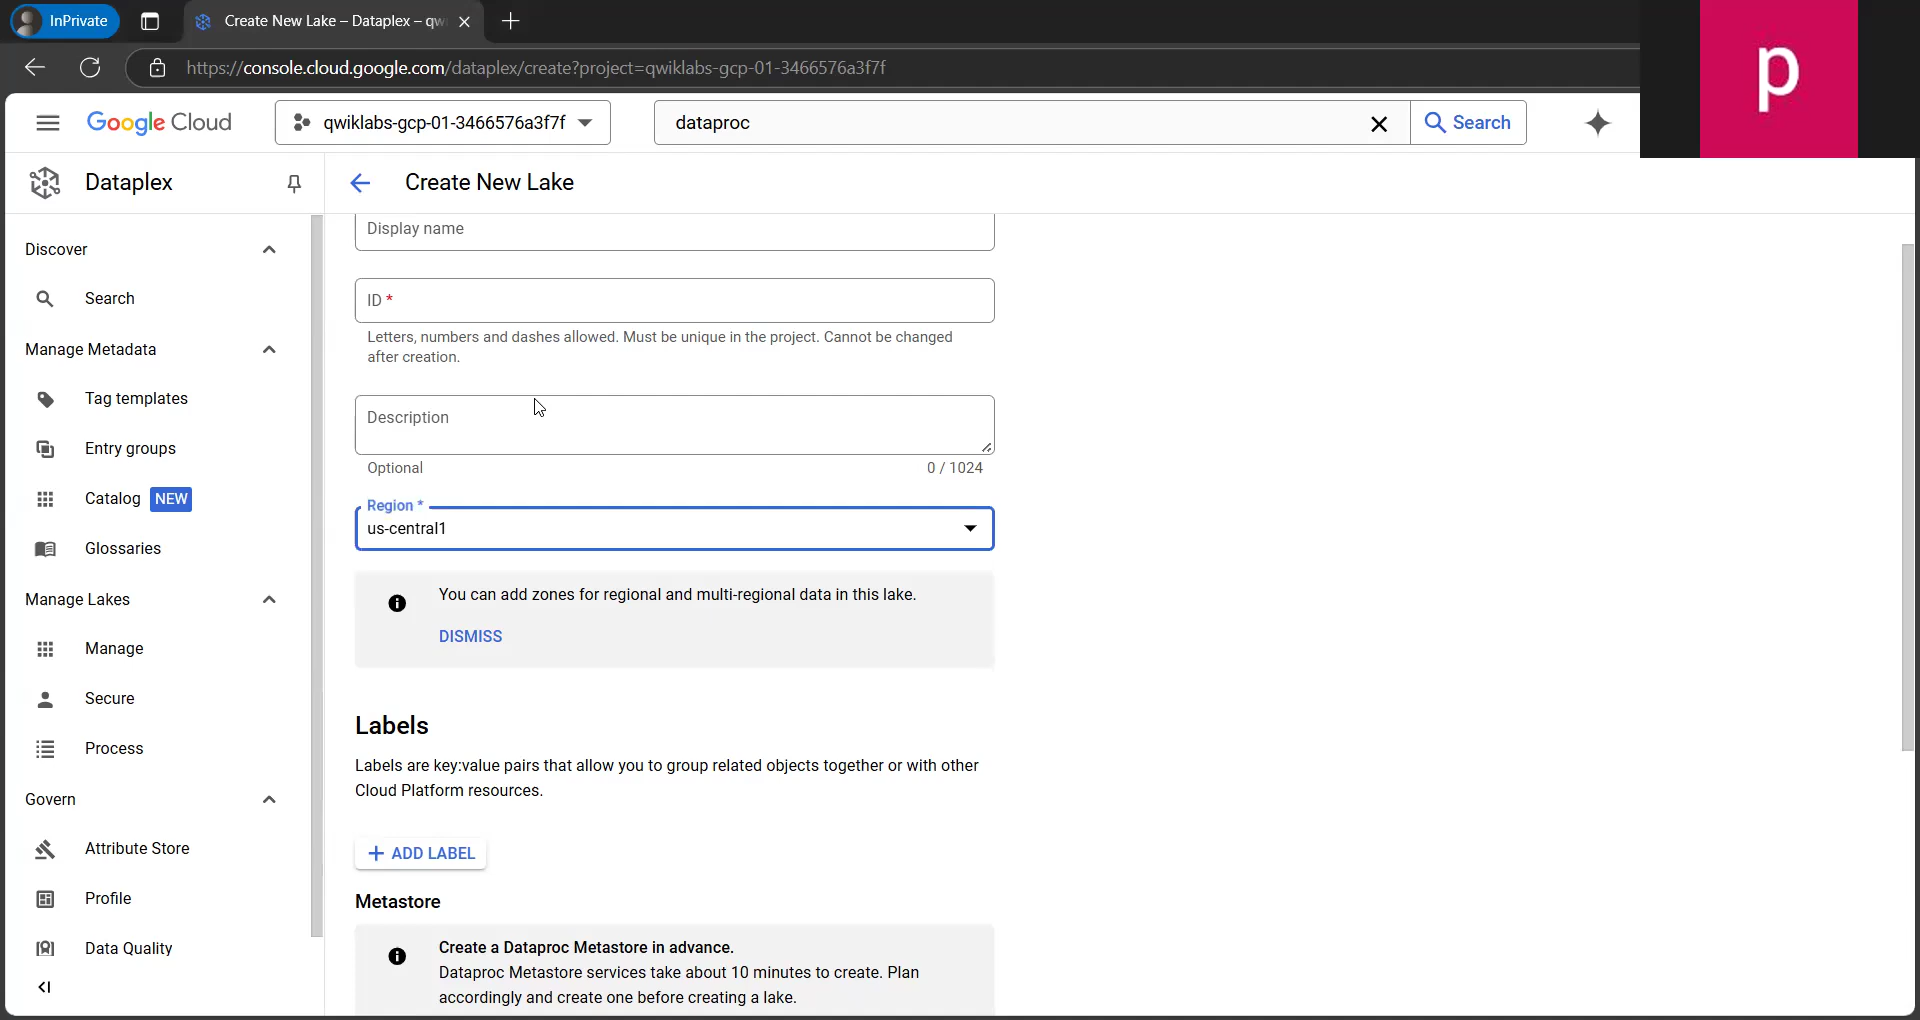 InPrivate
Create New Lake – Dataplex – qw
https://console.cloud.google.com/dataplex/create?project=qwiklabs-gcp-01-3466576a3f7f
p
Google Cloud
qwiklabs-gcp-01-3466576a3f7f
dataproc
Search
Dataplex
Create New Lake
Discover
Search
Manage Metadata
Tag templates
Entry groups
Catalog NEW
Glossaries
Manage Lakes
Manage
Secure
Process
Govern
Attribute Store
Profile
Data Quality
Display name
ID *
Letters, numbers and dashes allowed. Must be unique in the project. Cannot be changed
after creation.
Description
Optional
0 / 1024
Region *
us-central1
You can add zones for regional and multi-regional data in this lake.
DISMISS
Labels
Labels are key:value pairs that allow you to group related objects together or with other
Cloud Platform resources.
ADD LABEL
Metastore
Create a Dataproc Metastore in advance.
Dataproc Metastore services take about 10 minutes to create. Plan
accordingly and create one before creating a lake.